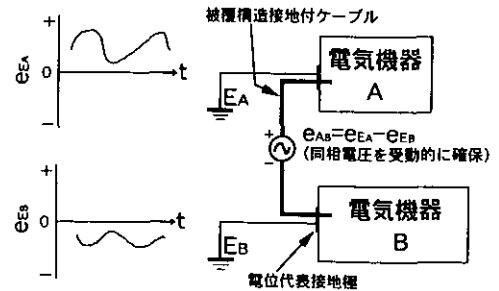 被覆構造接地付ケーブル
+
eEA
0
t
−
EA
電気機器
A
+
−
eAB=eEA−eEB
(同相電圧を受動的に確保)
+
eEB
0
t
−
EB
電気機器
B
電位代表接地極